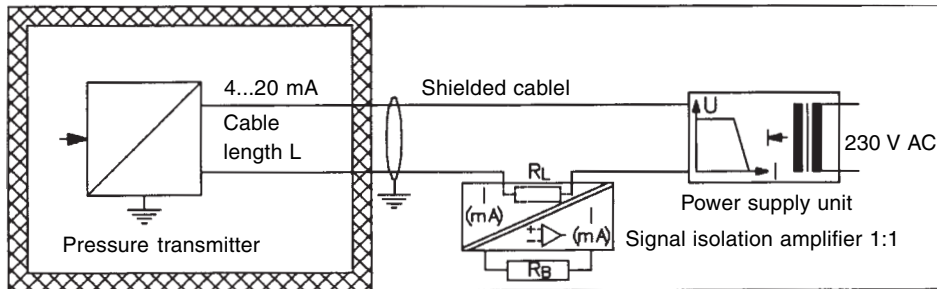 4...20 mA
Shielded cablel
Cable
length L
U
I
230 V AC
RL
I
(mA)
I
(mA)
+
=
Power supply unit
Pressure transmitter
Signal isolation amplifier 1:1
RB